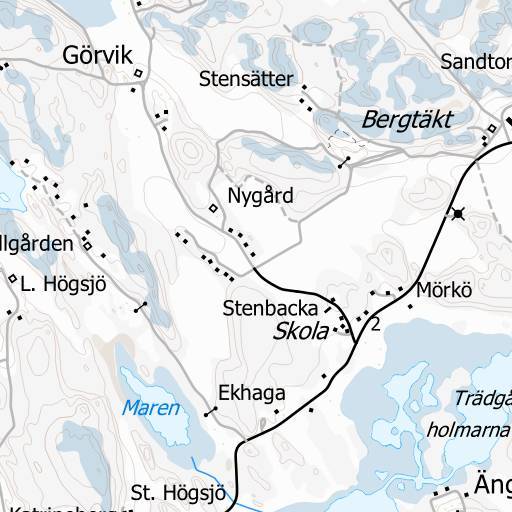 Görvik
Sandtor
Stensätter
Bergtäkt
Nygård
llgården
L. Högsjö
Mörkö
Stenbacka
Skola
2
Ekhaga
Maren
Trädgå
holmarna
Äng
St. Högsjö